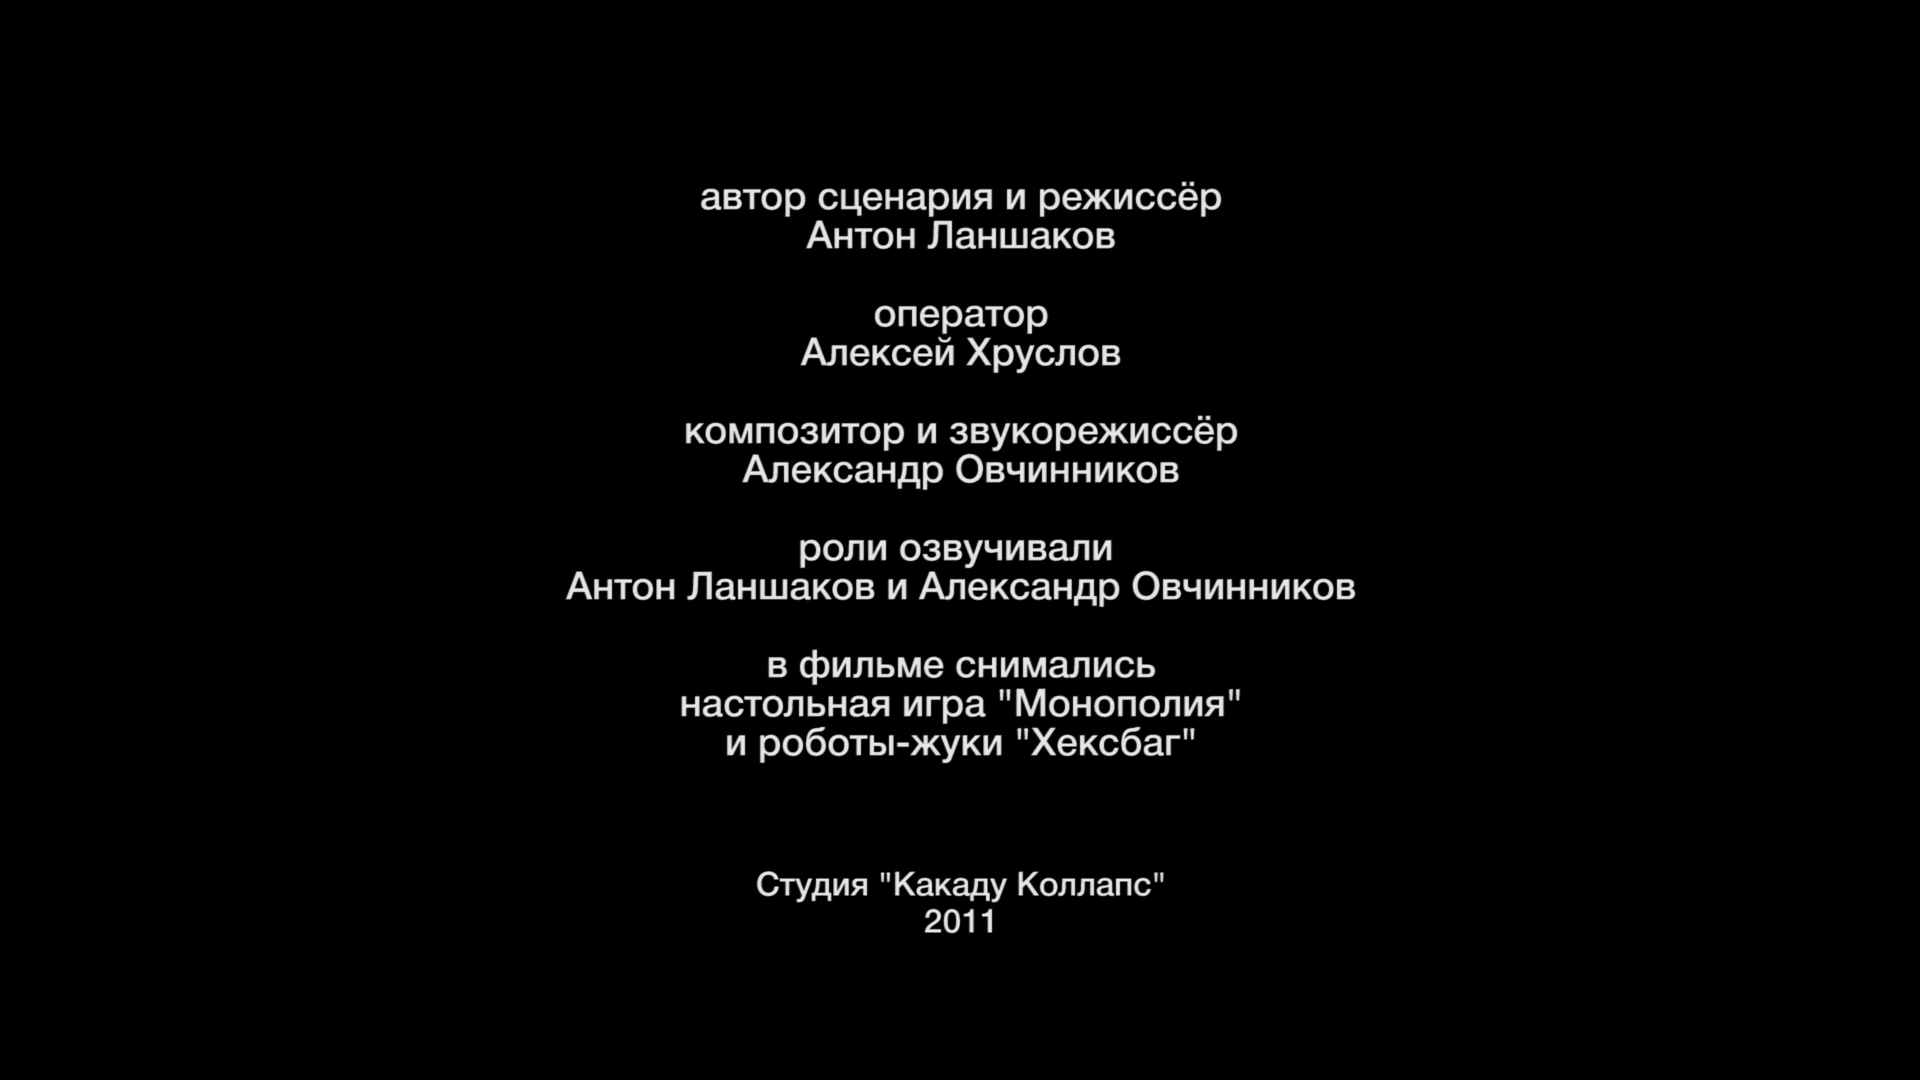 автор сценария и режиссёр
Антон Ланшаков
оператор
Алексей Хруслов
композитор и звукорежиссёр
Александр Овчинников
роли озвучивали
Антон Ланшаков и Александр Овчинников
в фильме снимались
настольная игра "Монополия"
и роботы-жуки "Хексбаг"
Студия "Какаду Коллапс"
2011